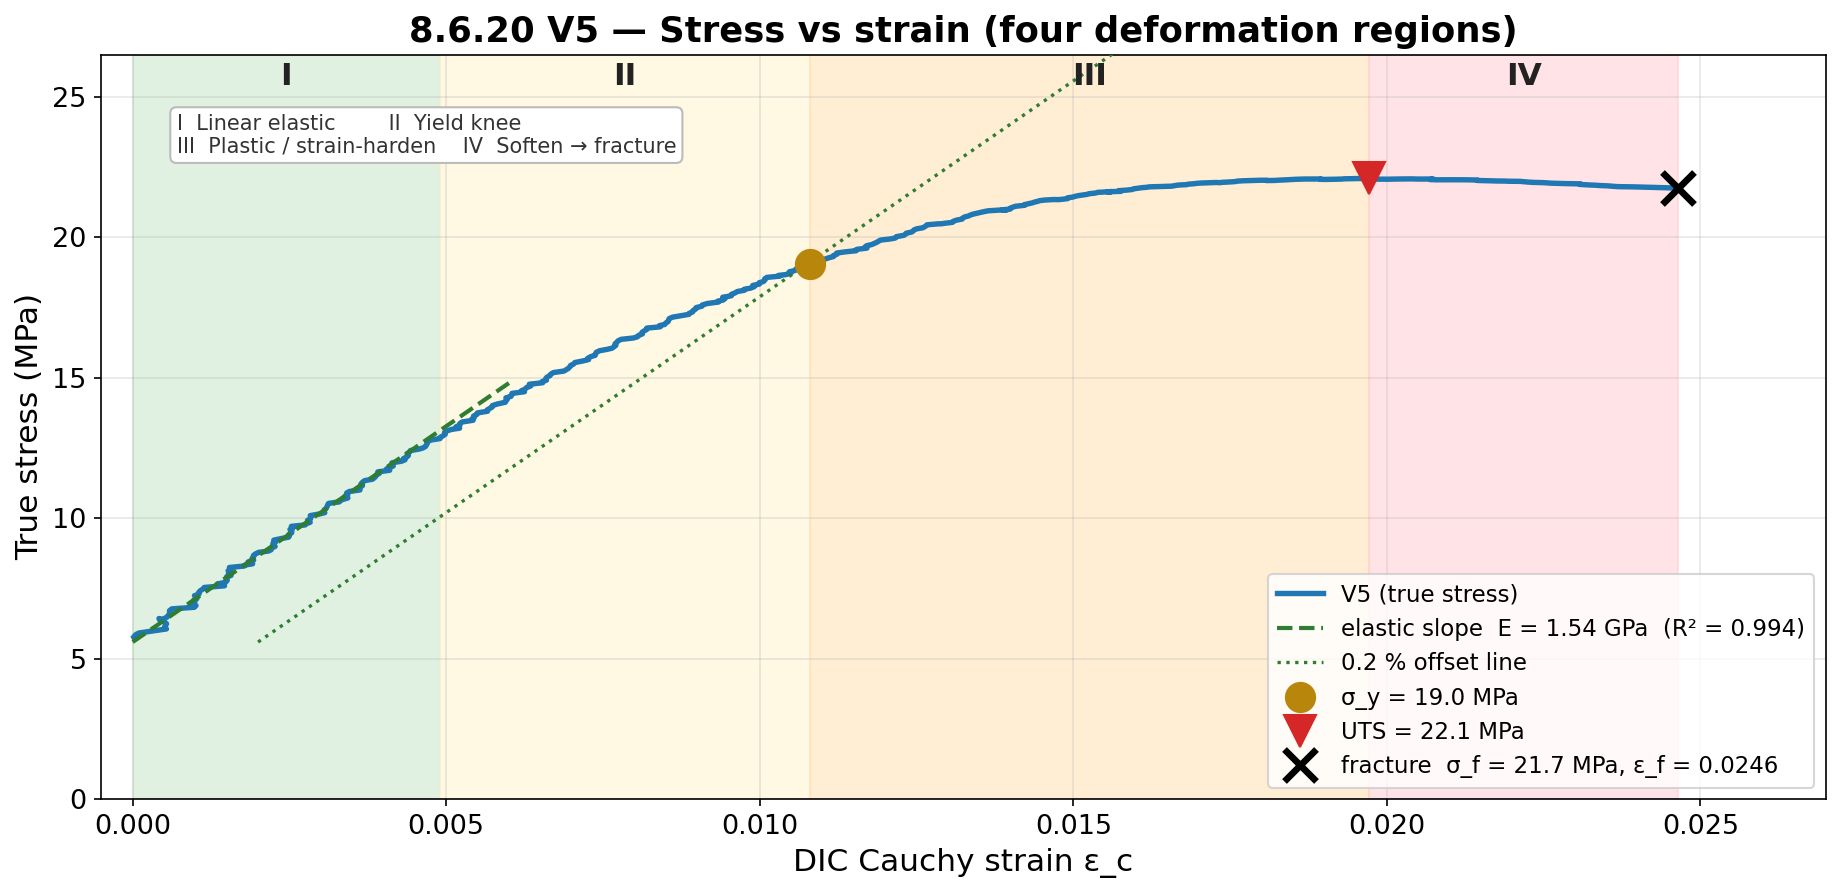 8.6.20 V5 — Stress vs strain (four deformation regions)
I
II
III
IV
I  Linear elastic        II  Yield knee
III  Plastic / strain-harden    IV  Soften → fracture
True stress (MPa)
25
20
15
10
5
0
V5 (true stress)
elastic slope  E = 1.54 GPa  (R² = 0.994)
0.2 % offset line
σ_y = 19.0 MPa
UTS = 22.1 MPa
fracture  σ_f = 21.7 MPa, ε_f = 0.0246
0.000
0.005
0.010
0.015
0.020
0.025
DIC Cauchy strain ε_c